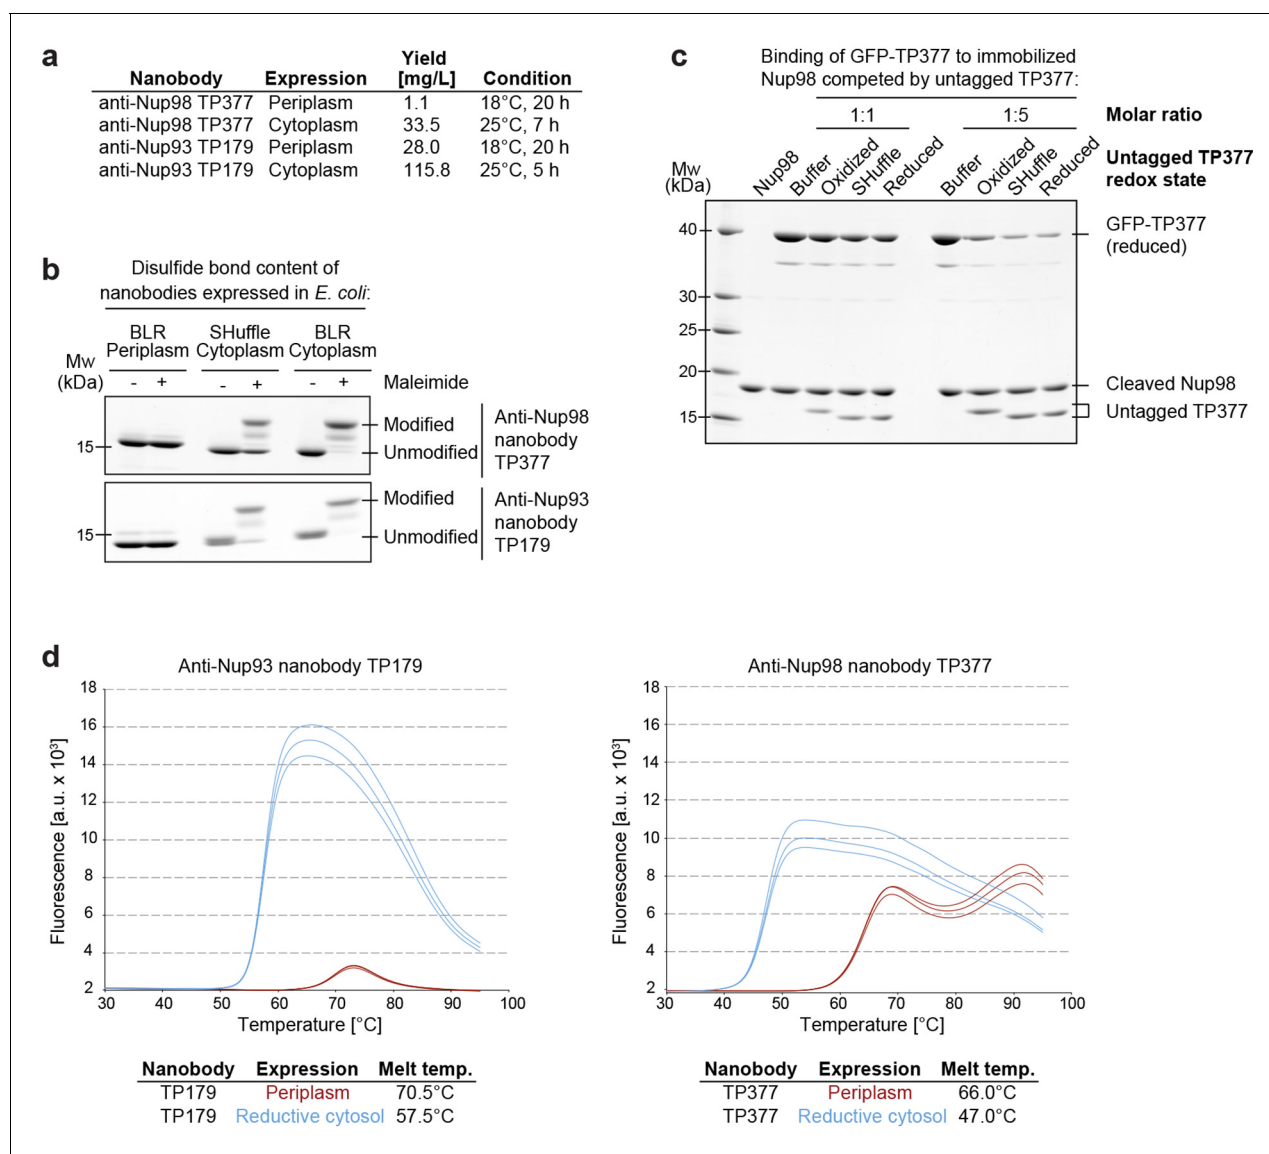 a
Nanobody Expression Yield [mg/L] Condition
anti-Nup98 TP377 Periplasm 1.1 18°C, 20 h
anti-Nup98 TP377 Cytoplasm 33.5 25°C, 7 h
anti-Nup93 TP179 Periplasm 28.0 18°C, 20 h
anti-Nup93 TP179 Cytoplasm 115.8 25°C, 5 h
b
Disulfide bond content of
nanobodies expressed in E. coli:
BLR SHuffle BLR
Periplasm Cytoplasm Cytoplasm
Mw
(kDa) - + - + - + Maleimide
15
Modified
Unmodified
Anti-Nup98
nanobody
TP377
15
Modified
Unmodified
Anti-Nup93
nanobody
TP179
c
Binding of GFP-TP377 to immobilized
Nup98 competed by untagged TP377:
1:1 1:5 Molar ratio
Nup98 Buffer Oxidized SHuffle Reduced Buffer Oxidized SHuffle Reduced
Untagged TP377
redox state
Mw
(kDa)
40
30
25
20
15
GFP-TP377
(reduced)
Cleaved Nup98
Untagged TP377
d
Anti-Nup93 nanobody TP179
18
16
14
12
10
8
6
4
2
Fluorescence [a.u. x 10³]
30 40 50 60 70 80 90 100
Temperature [°C]
Nanobody Expression Melt temp.
TP179 Periplasm 70.5°C
TP179 Reductive cytosol 57.5°C
Anti-Nup98 nanobody TP377
18
16
14
12
10
8
6
4
2
Fluorescence [a.u. x 10³]
30 40 50 60 70 80 90 100
Temperature [°C]
Nanobody Expression Melt temp.
TP377 Periplasm 66.0°C
TP377 Reductive cytosol 47.0°C